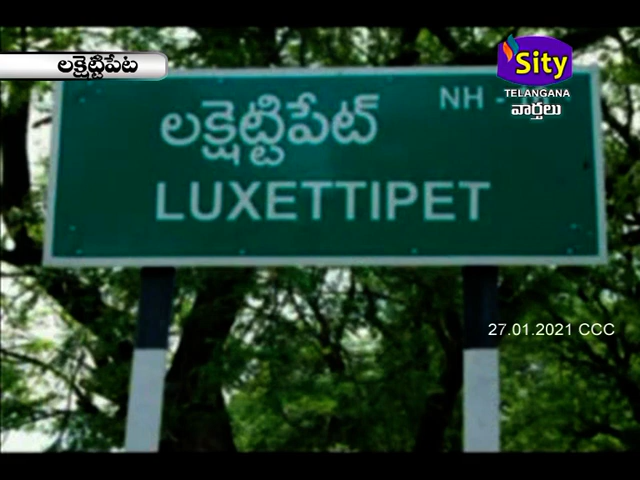 లక్షెట్టిపేట
Sity
TELANGANA
వార్తలు
NH -
లక్షెట్టిపేట్
LUXETTIPET
27.01.2021 CCC